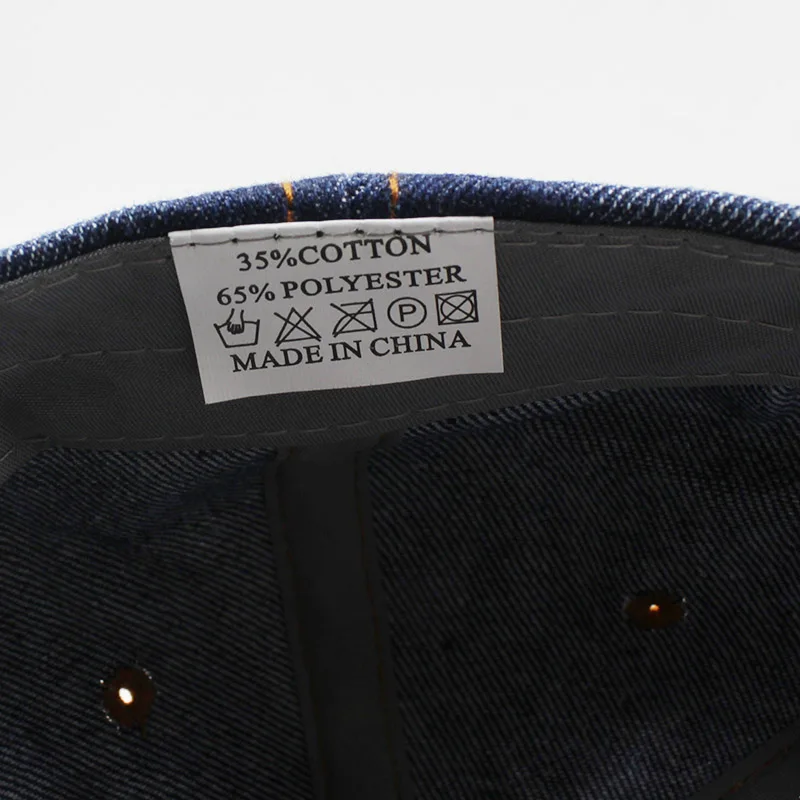 35%COTTON
65% POLYESTER
P
MADE IN CHINA